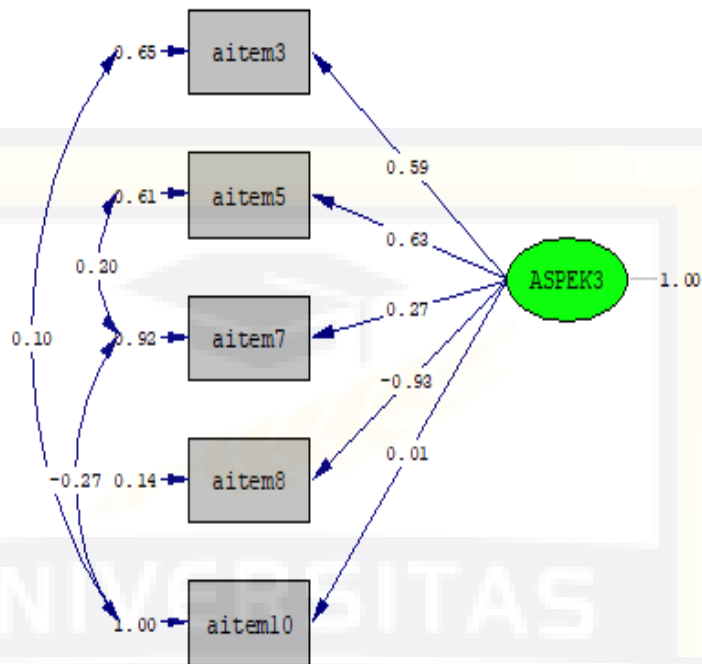 0.65 aitem3
0.59
0.61 aitem5
0.63
0.20
ASPEK3 1.00
0.27
0.10 0.92 aitem7
-0.93
0.01
-0.27 0.14 aitem8
NIVERSITAS
1.00 aitem10